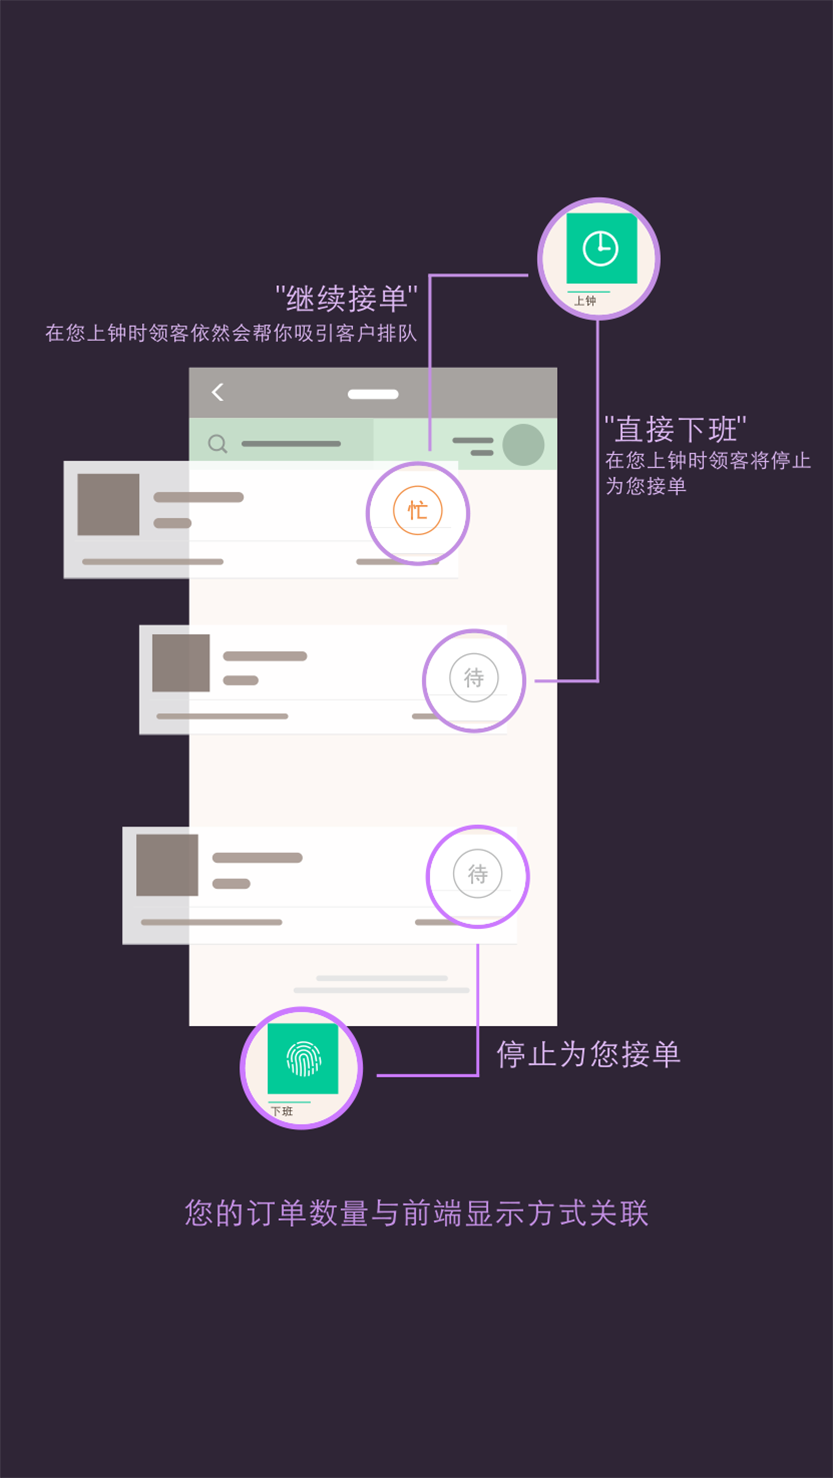 上钟
"继续接单"
在您上钟时领客依然会帮你吸引客户排队
"直接下班"
在您上钟时领客将停止
为您接单
忙
待
待
停止为您接单
下班
您的订单数量与前端显示方式关联